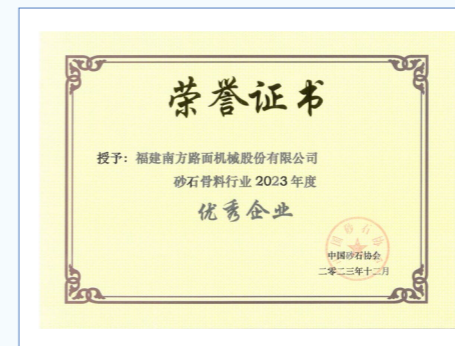 荣誉证书
授予：福建南方路面机械股份有限公司
砂石骨料行业 2023 年度
优秀企业
中国砂石协会
二零二三年十二月